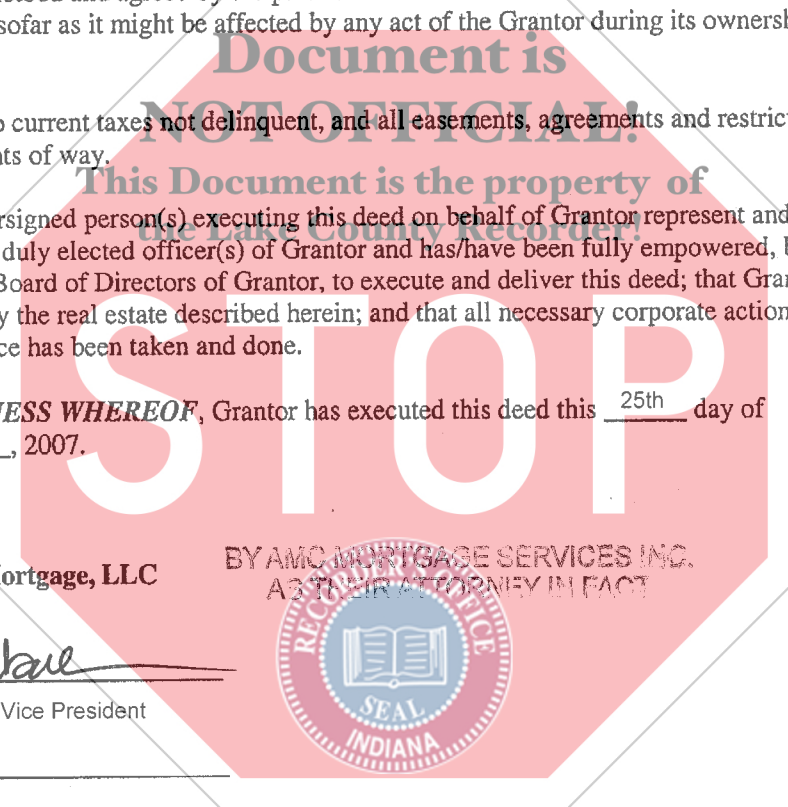 sofar as it might be affected by any act of the Grantor during its ownersh
Document is
o current taxes not delinquent, and all easements, agreements and restric
NOT OFFICIAL!
nts of way.
This Document is the property of
rsigned person(s) executing this deed on behalf of Grantor represent and
the Lake County Recorder!
duly elected officer(s) of Grantor and has/have been fully empowered, b
Board of Directors of Grantor, to execute and deliver this deed; that Gran
y the real estate described herein; and that all necessary corporate action
ce has been taken and done.
STOP
ESS WHEREOF, Grantor has executed this deed this 25th day of
, 2007.
BY AMC MORTGAGE SERVICES INC.
AS THEIR ATTORNEY IN FACT
ortgage, LLC
RECORDER'S OFFICE
SEAL
INDIANA
Vice President